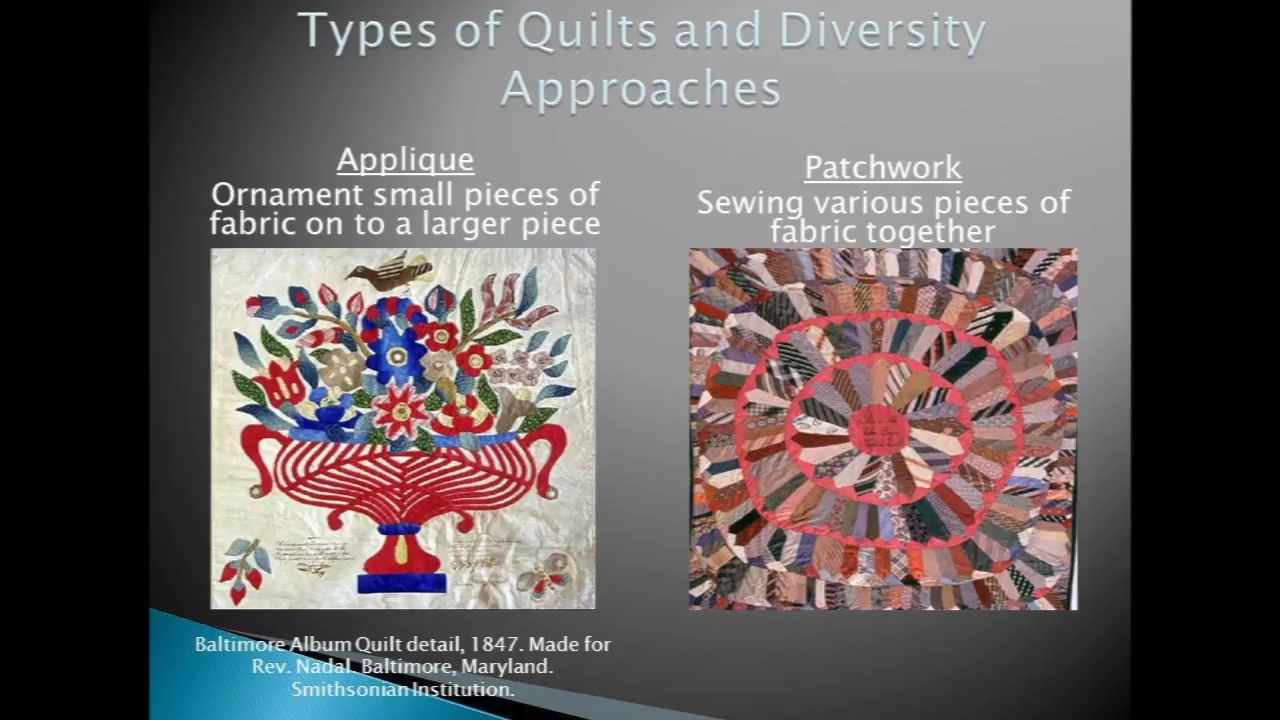 Types of Quilts and Diversity
Approaches
Applique
Ornament small pieces of
fabric on to a larger piece
Patchwork
Sewing various pieces of
fabric together
Baltimore Album Quilt detail, 1847. Made for
Rev. Nadal. Baltimore, Maryland.
Smithsonian Institution.